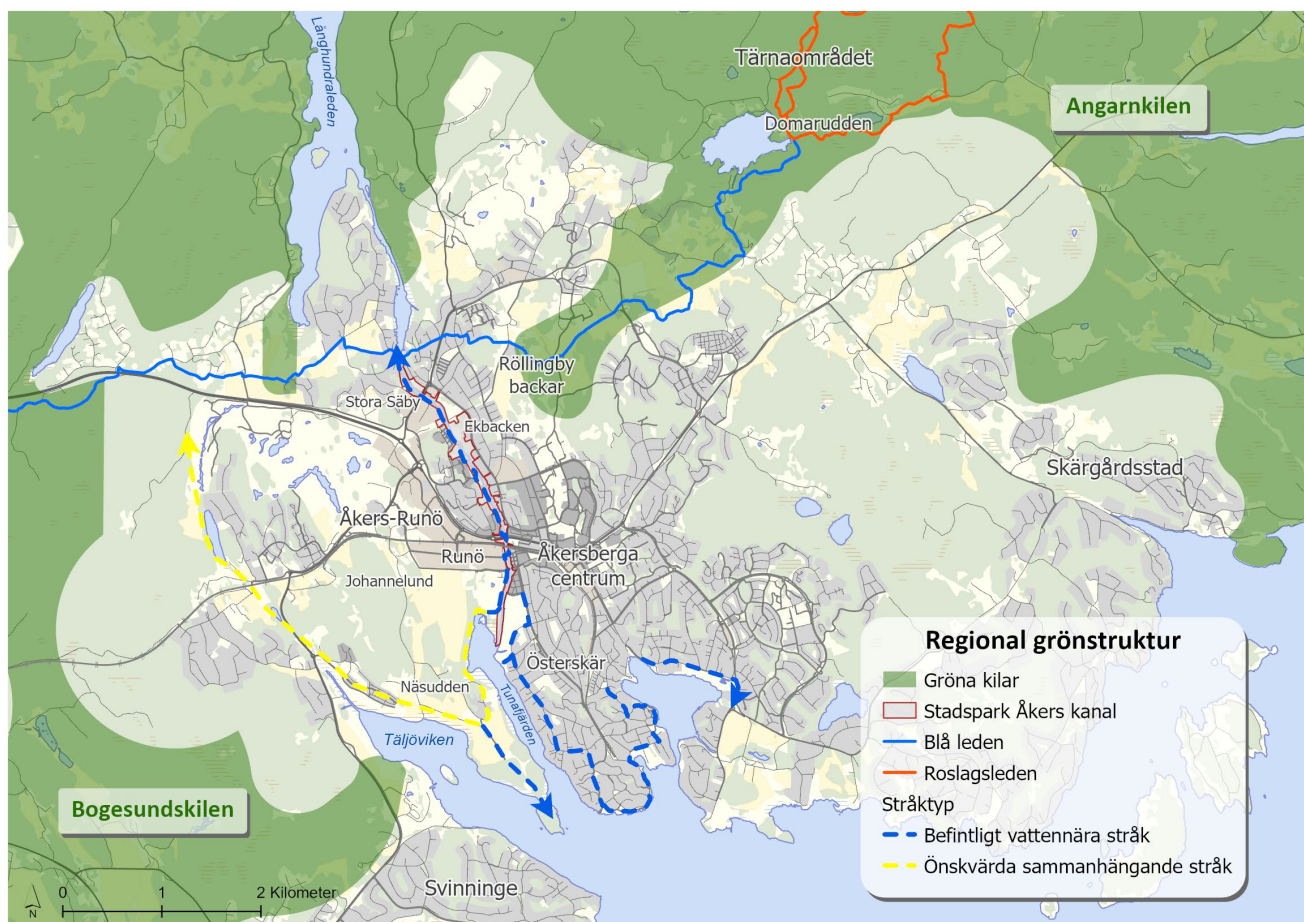 Långhundraleden
Tärnaområdet
Angarnkilen
Domarudden
Röllingby
backar
Stora Säby
Ekbacken
Skärgårdsstad
Åkers-Runö
Runö
Åkersberga
centrum
Johannelund
Österskär
Näsudden
Tunafjärden
Täljöviken
Bogesundskilen
Svinninge
0 1 2 Kilometer
N
Regional grönstruktur
Gröna kilar
Stadspark Åkers kanal
Blå leden
Roslagsleden
Stråktyp
Befintligt vattennära stråk
Önskvärda sammanhängande stråk